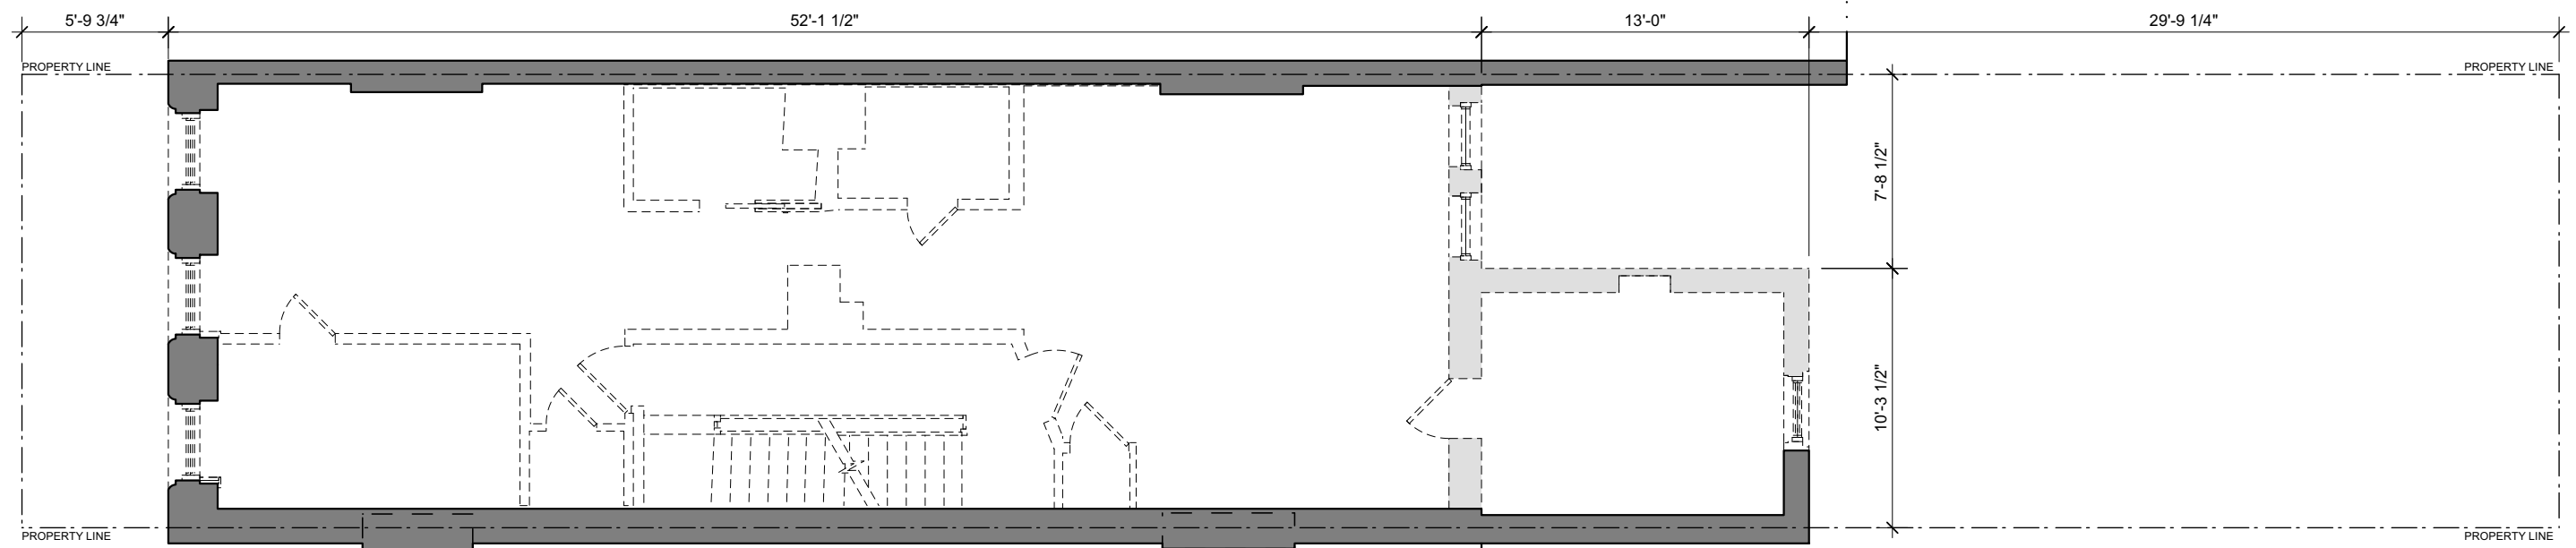 5'-9 3/4"
52'-1 1/2"
13'-0"
29'-9 1/4"
PROPERTY LINE
PROPERTY LINE
7'-8 1/2"
10'-3 1/2"
PROPERTY LINE
PROPERTY LINE